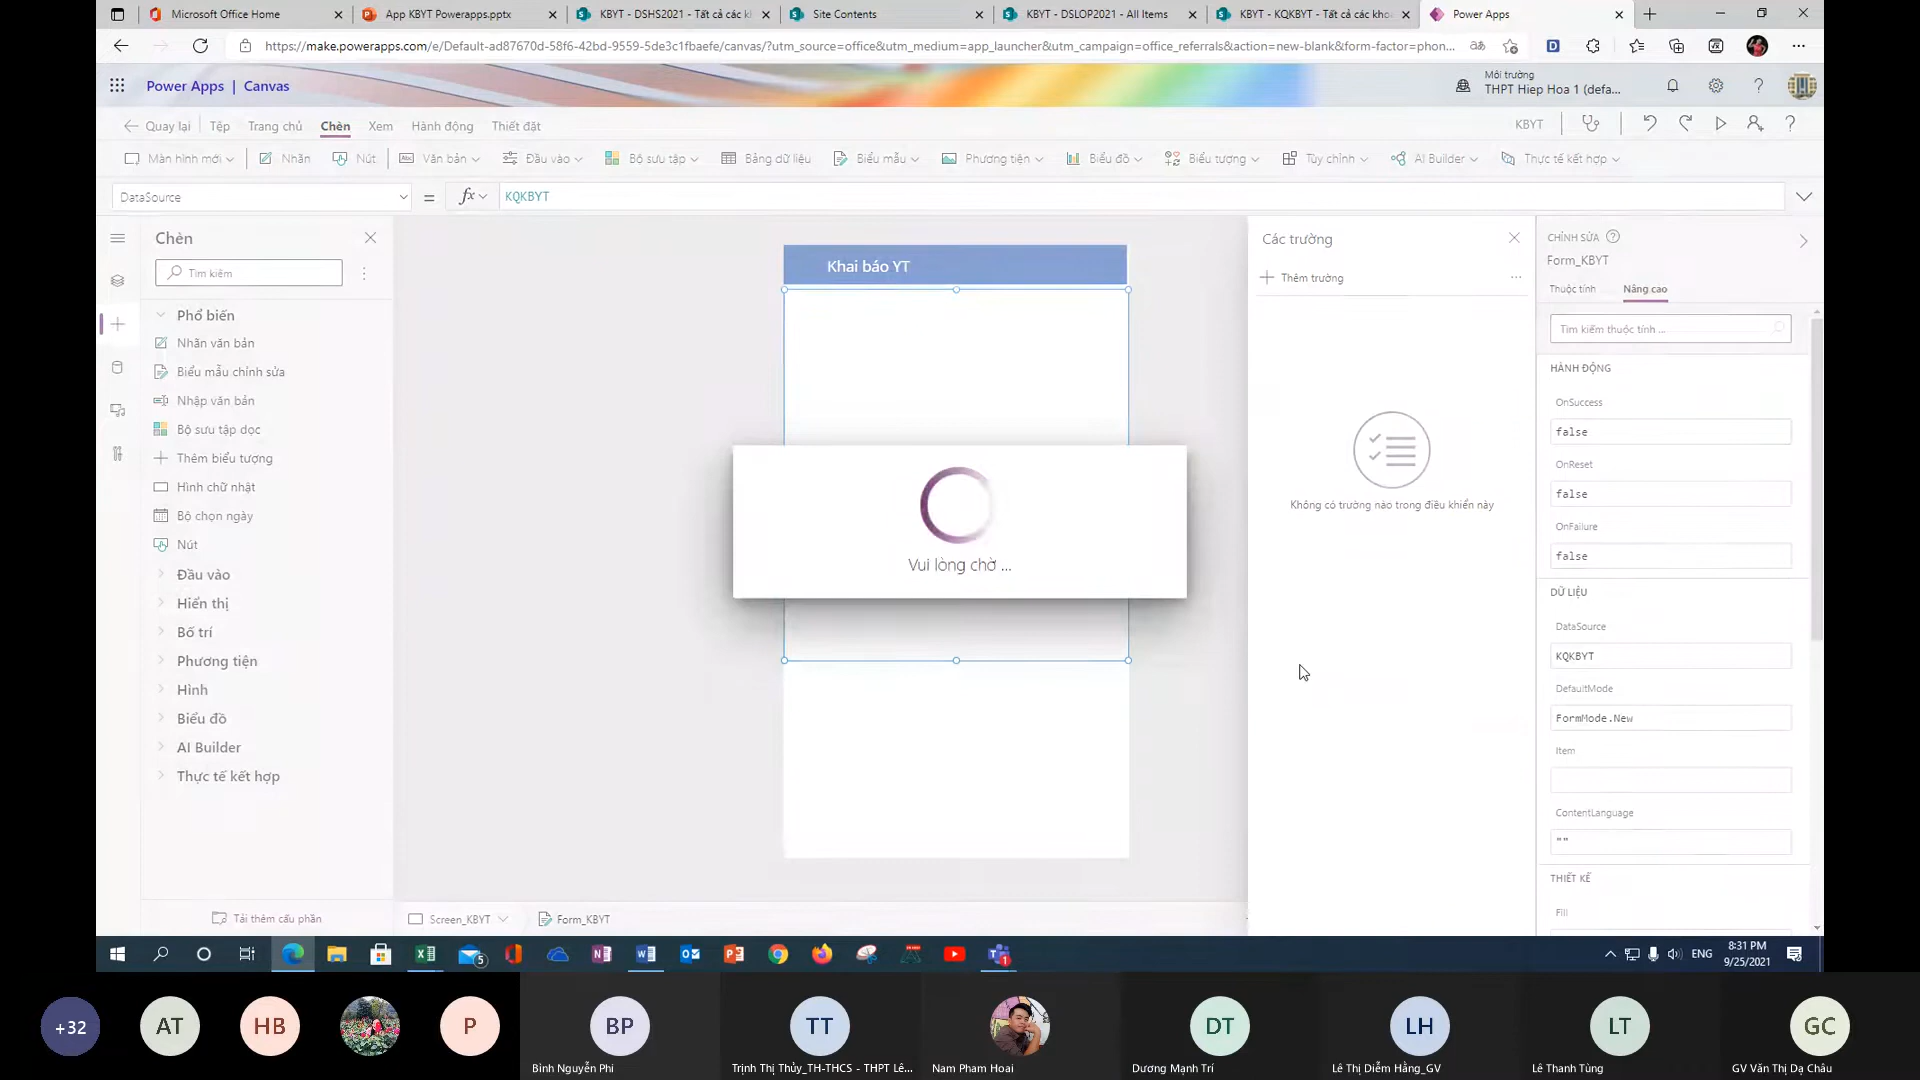 Microsoft Office Home
App KBYT Powerapps.pptx
KBYT - DSHS2021 - Tất cả các k
Site Contents
KBYT - DSLOP2021 - All Items
KBYT - KQKBYT - Tất cả các kho
Power Apps
https://make.powerapps.com/e/Default-ad87670d-58f6-42bd-9559-5de3c1fbaefe/canvas/?utm_source=office&utm_medium=app_launcher&utm_campaign=office_referrals&action=new-blank&form-factor=phon...
Power Apps | Canvas
Môi trường
THPT Hiep Hoa 1 (defa...
Quay lại
Tệp
Trang chủ
Chèn
Xem
Hành động
Thiết đặt
KBYT
Màn hình mới
Nhãn
Nút
Văn bản
Đầu vào
Bộ sưu tập
Bảng dữ liệu
Biểu mẫu
Phương tiện
Biểu đồ
Biểu tượng
Tùy chỉnh
AI Builder
Thực tế kết hợp
DataSource
=
fx
KQKBYT
Chèn
Tìm kiếm
Phổ biến
Nhãn văn bản
Biểu mẫu chỉnh sửa
Nhập văn bản
Bộ sưu tập dọc
Thêm biểu tượng
Hình chữ nhật
Bộ chọn ngày
Nút
Đầu vào
Hiển thị
Bố trí
Phương tiện
Hình
Biểu đồ
AI Builder
Thực tế kết hợp
Tải thêm cấu phần
Khai báo YT
Vui lòng chờ ...
Screen_KBYT
Form_KBYT
Các trường
Thêm trường
Không có trường nào trong điều khiển này
CHỈNH SỬA
Form_KBYT
Thuộc tính
Nâng cao
Tìm kiếm thuộc tính ...
HÀNH ĐỘNG
OnSuccess
false
OnReset
false
OnFailure
false
DỮ LIỆU
DataSource
KQKBYT
DefaultMode
FormMode.New
Item
ContentLanguage
""
THIẾT KẾ
Fill
5
1
ENG
8:31 PM
9/25/2021
+32
AT
HB
P
BP
TT
DT
LH
LT
GC
Bình Nguyễn Phi
Trịnh Thị Thủy_TH-THCS - THPT Lê...
Nam Pham Hoai
Dương Mạnh Trí
Lê Thị Diễm Hằng_GV
Lê Thanh Tùng
GV Văn Thị Dạ Châu